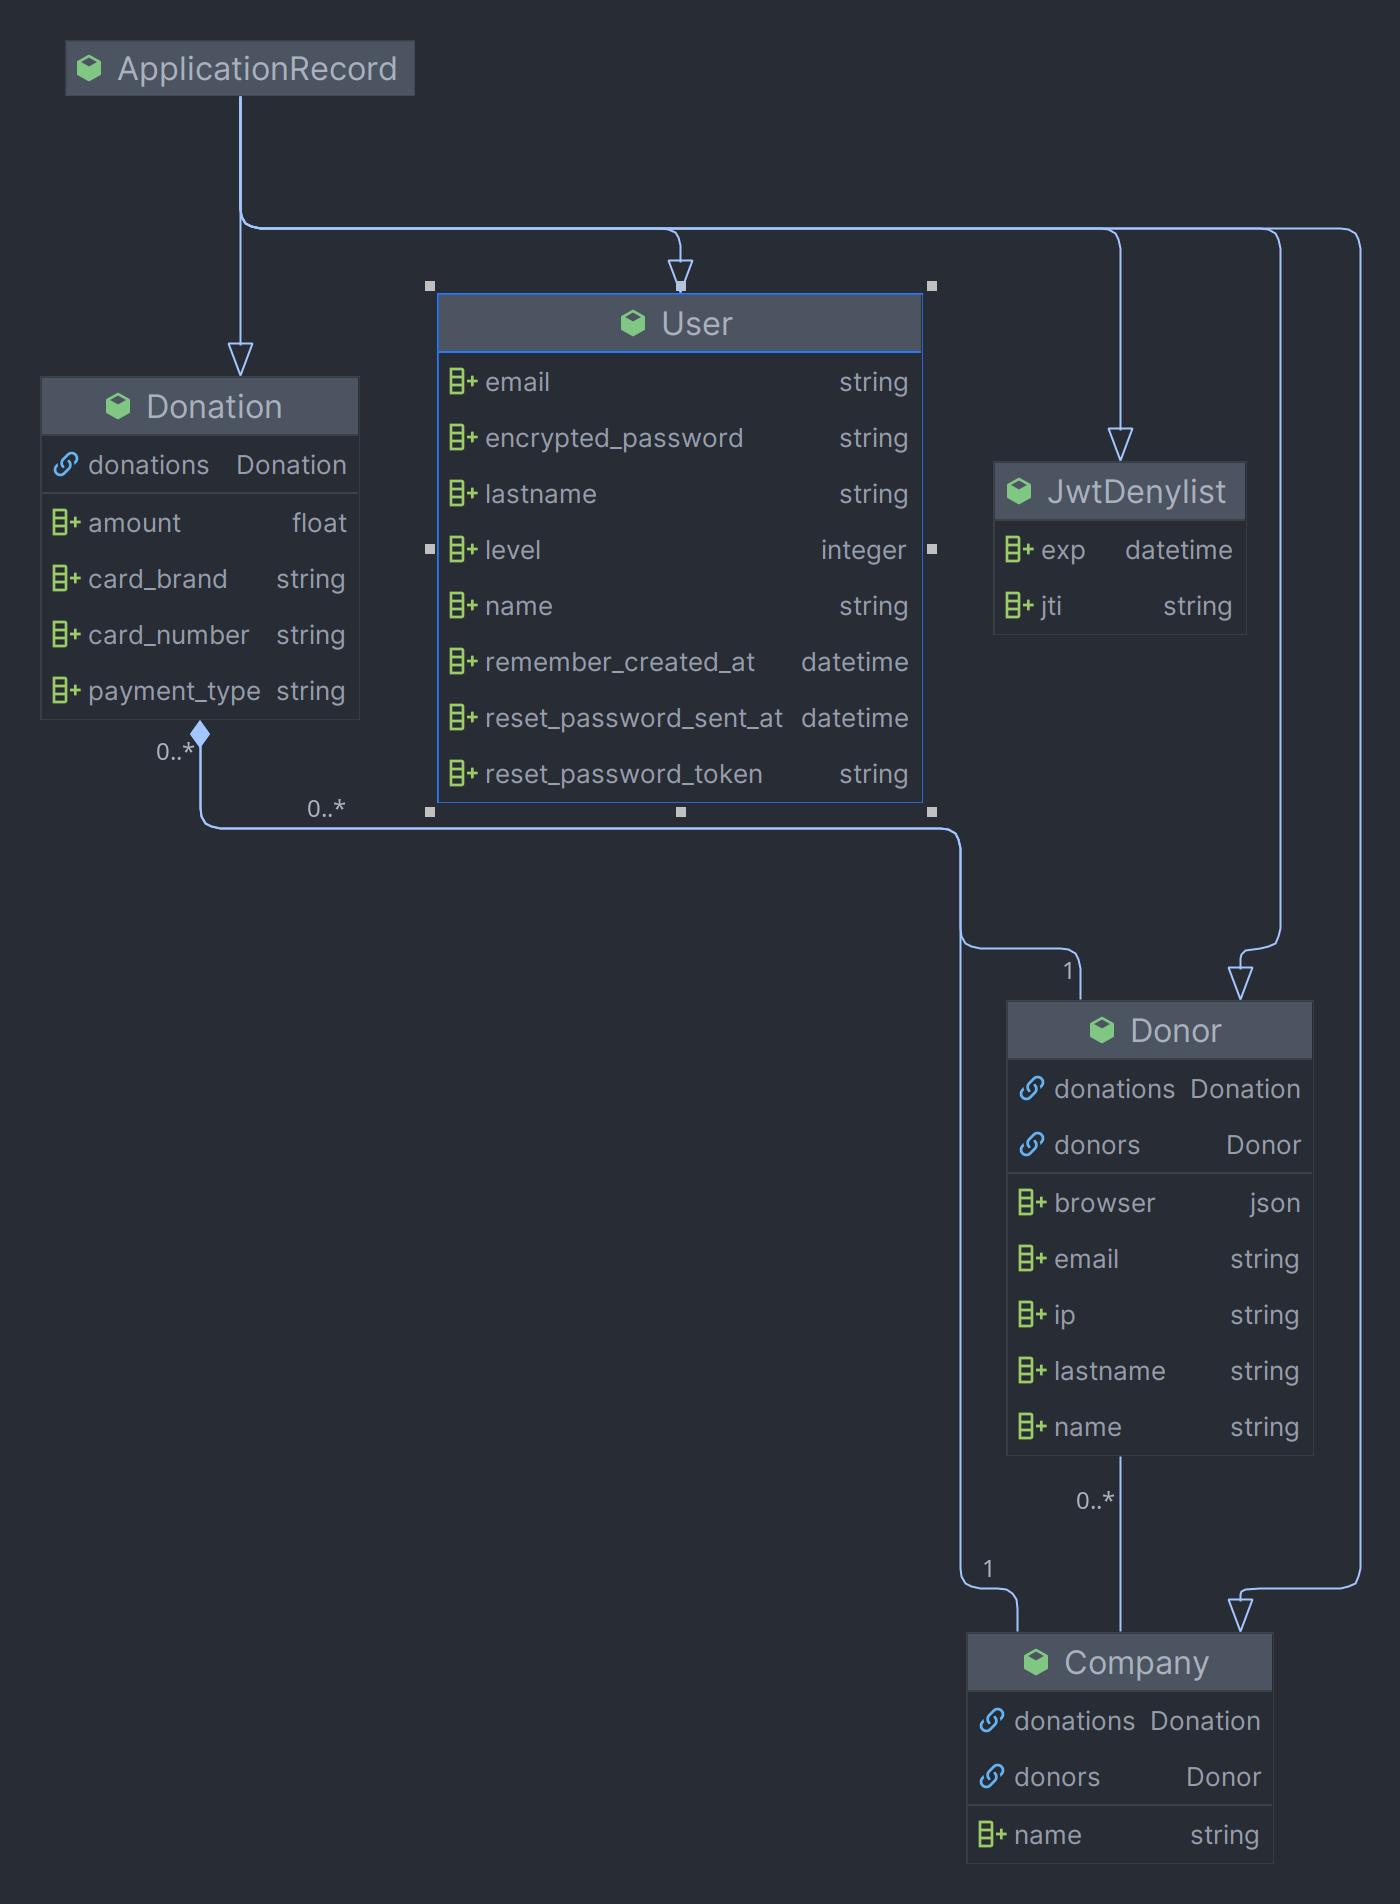 ApplicationRecord
User
email string
encrypted_password string
lastname string
level integer
name string
remember_created_at datetime
reset_password_sent_at datetime
reset_password_token string
Donation
donations Donation
amount float
card_brand string
card_number string
payment_type string
0..*
0..*
JwtDenylist
exp datetime
jti string
1
Donor
donations Donation
donors Donor
browser json
email string
ip string
lastname string
name string
0..*
1
Company
donations Donation
donors Donor
name string